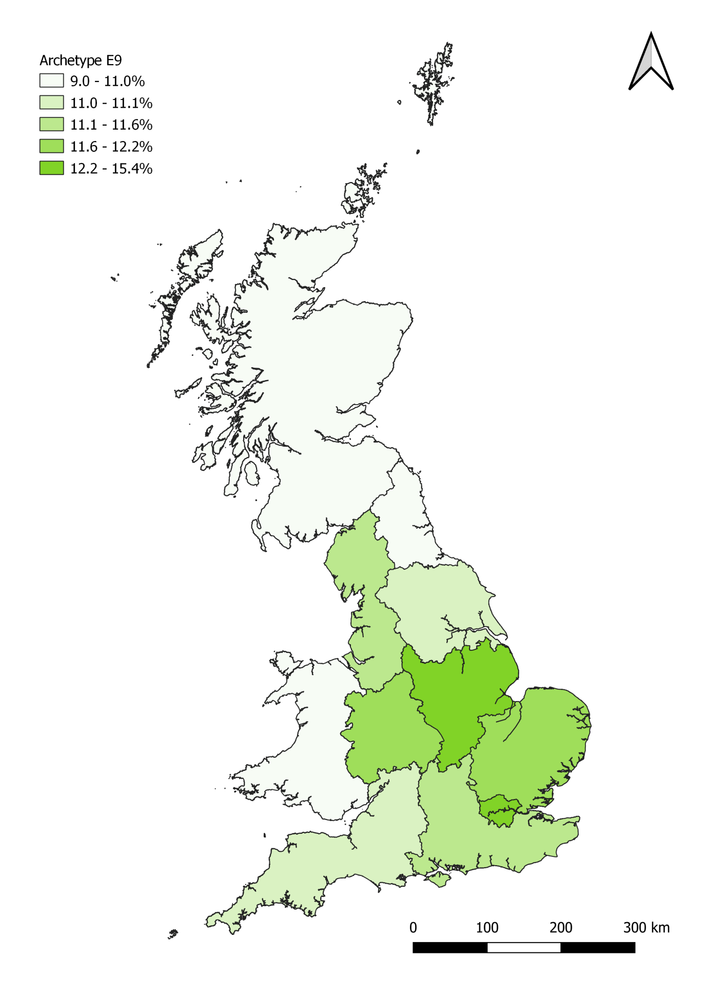 Archetype E9
9.0 - 11.0%
11.0 - 11.1%
11.1 - 11.6%
11.6 - 12.2%
12.2 - 15.4%
0 100 200 300 km